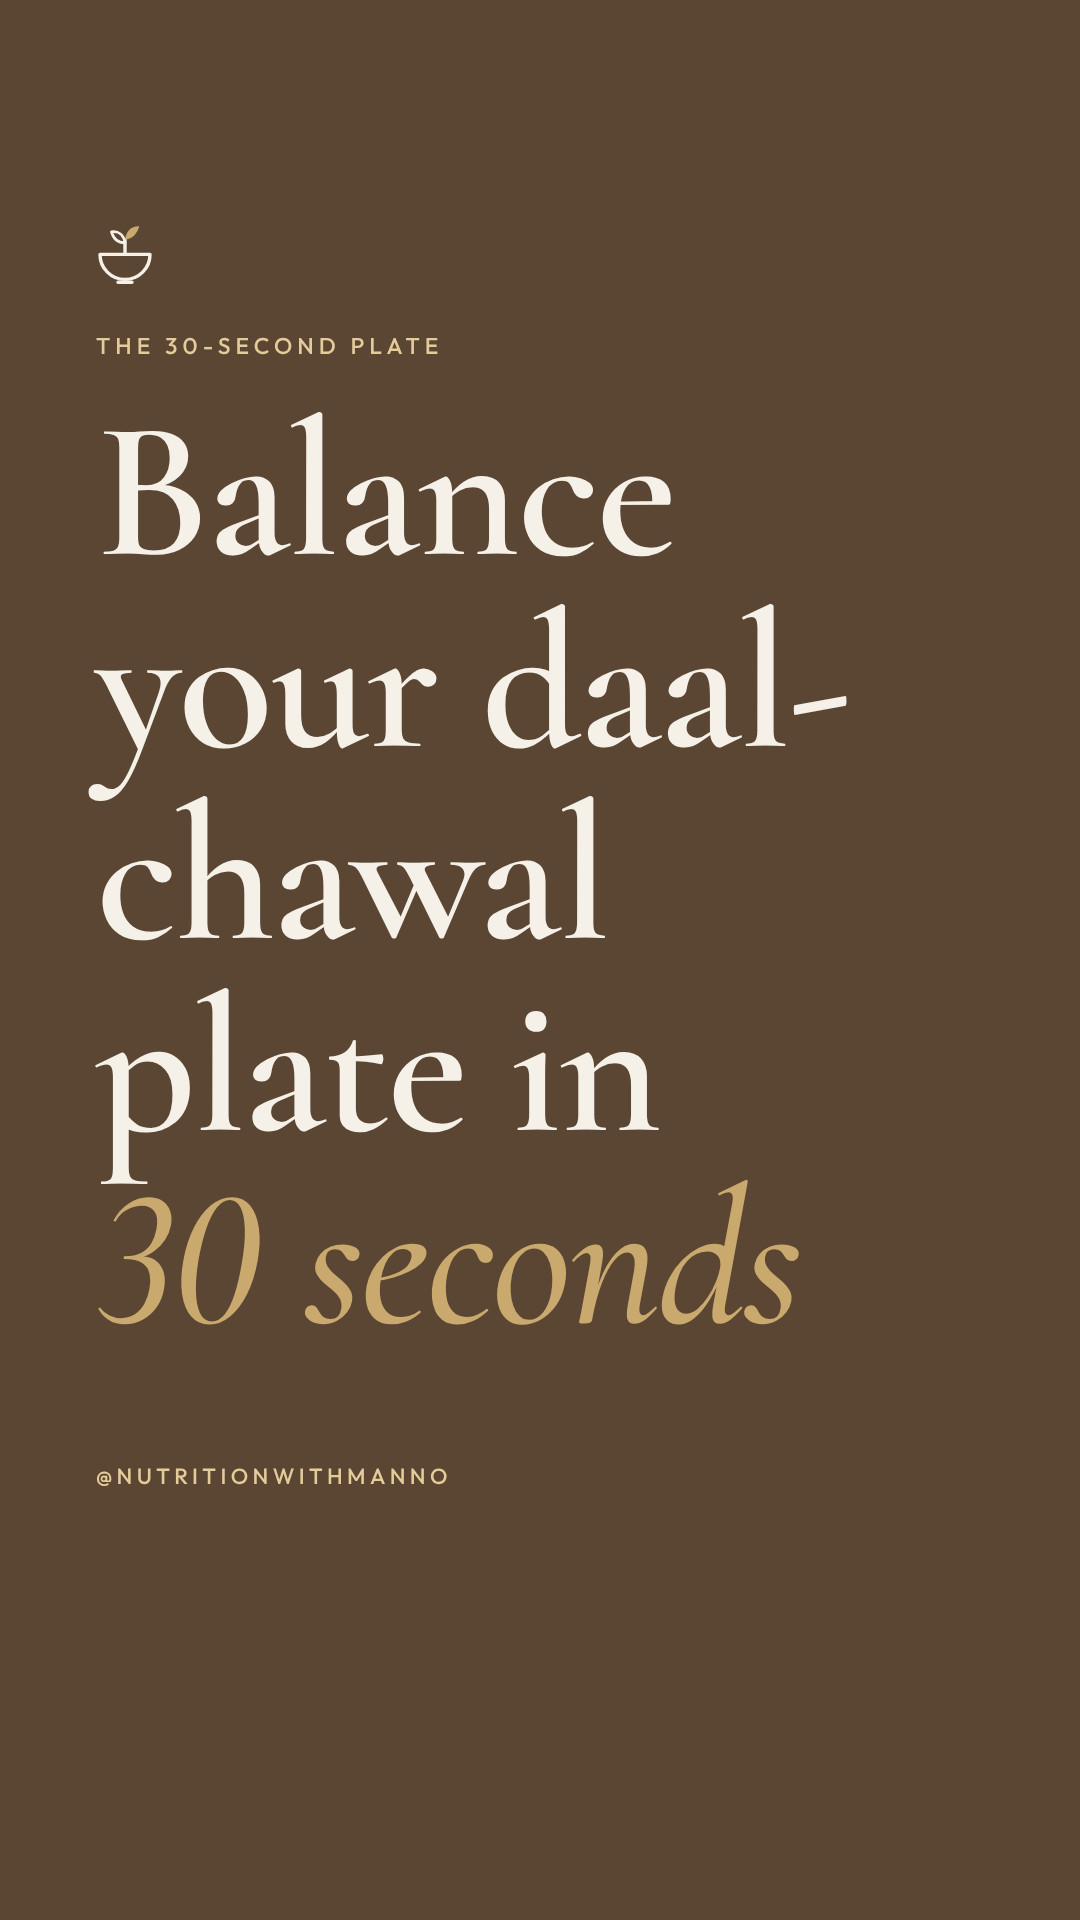 THE 30-SECOND PLATE
Balance
your daal-
chawal
plate in
30 seconds
@NUTRITIONWITHMANNO